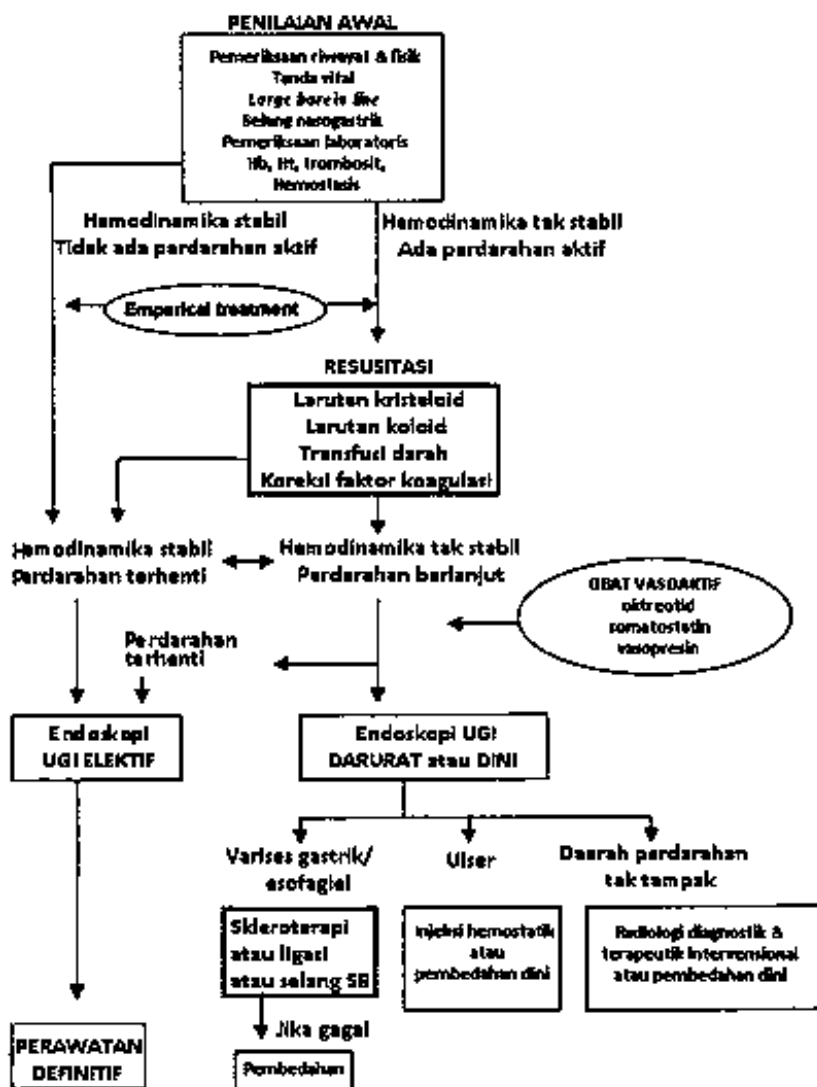 PENILAIAN AWAL
Pemeriksaan riwayat & fisik
Tanda vital
Large bore iv line
Selang nasogastrik
Pemeriksaan laboratoris
Hb, Ht, trombosit,
Hemostasis
Hemodinamika stabil
Tidak ada perdarahan aktif
Hemodinamika tak stabil
Ada perdarahan aktif
Emperical treatment
RESUSITASI
Larutan kristaloid
Larutan koloid
Transfusi darah
Koreksi faktor koagulasi
Hemodinamika stabil
Perdarahan terhenti
Hemodinamika tak stabil
Perdarahan berlanjut
OBAT VASOAKTIF
oktreotid
somatostatin
vasopresin
Perdarahan
terhenti
Endoskopi
UGI ELEKTIF
Endoskopi UGI
DARURAT atau DINI
Varises gastrik/
esofagiel
Ulser
Daerah perdarahan
tak tampak
Skleroterapi
atau ligasi
atau selang SB
Injeksi hemostatik
atau
pembedahan dini
Radiologi diagnostik &
terapeutik intervensional
atau pembedahan dini
Jika gagal
PERAWATAN
DEFINITIF
Pembedahan